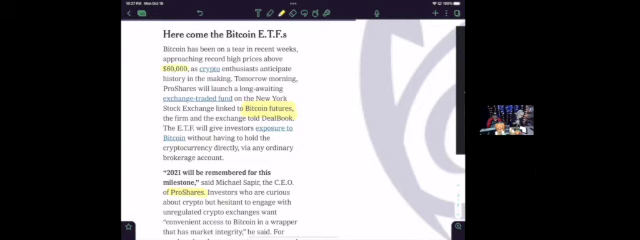 10:27 PM Mon Oct 18
Here come the Bitcoin E.T.F.s
Bitcoin has been on a tear in recent weeks,
approaching record high prices above
$60,000, as crypto enthusiasts anticipate
history in the making. Tomorrow morning,
ProShares will launch a long-awaiting
exchange-traded fund on the New York
Stock Exchange linked to Bitcoin futures,
the firm and the exchange told DealBook.
The E.T.F. will give investors exposure to
Bitcoin without having to hold the
cryptocurrency directly, via any ordinary
brokerage account.
“2021 will be remembered for this
milestone,” said Michael Sapir, the C.E.O.
of ProShares. Investors who are curious
about crypto but hesitant to engage with
unregulated crypto exchanges want
“convenient access to Bitcoin in a wrapper
that has market integrity,” he said. For